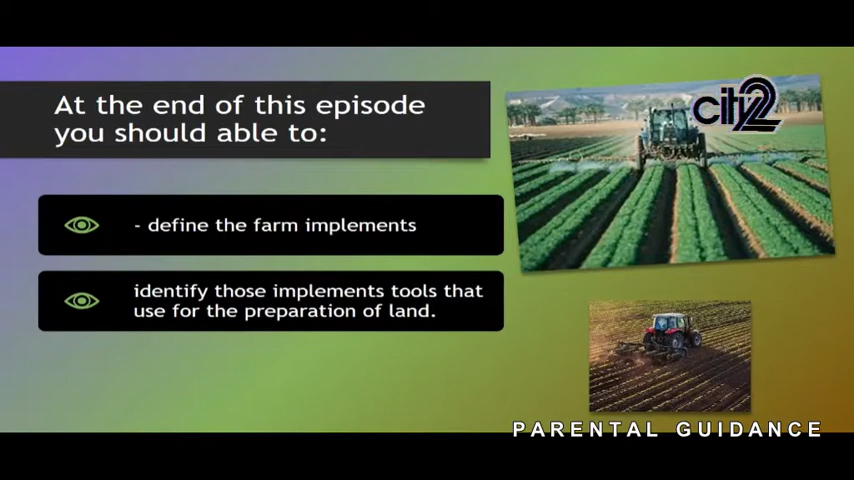 At the end of this episode
you should able to:
city2
- define the farm implements
identify those implements tools that
use for the preparation of land.
PARENTAL GUIDANCE